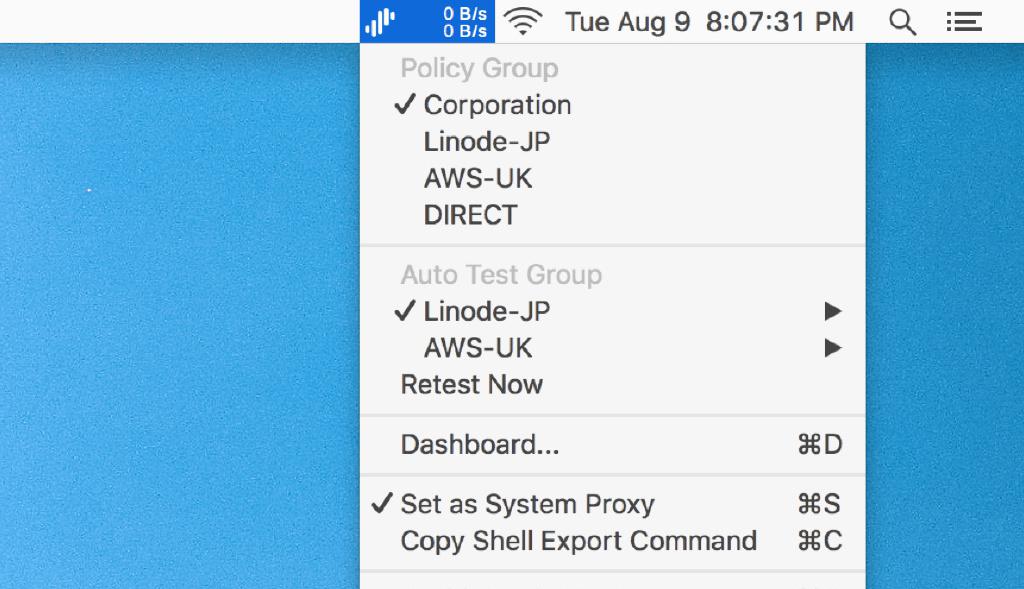 0 B/s
0 B/s
Tue Aug 9 8:07:31 PM
Policy Group
✓ Corporation
Linode-JP
AWS-UK
DIRECT
Auto Test Group
✓ Linode-JP ▶
AWS-UK ▶
Retest Now
Dashboard... ⌘D
✓ Set as System Proxy ⌘S
Copy Shell Export Command ⌘C